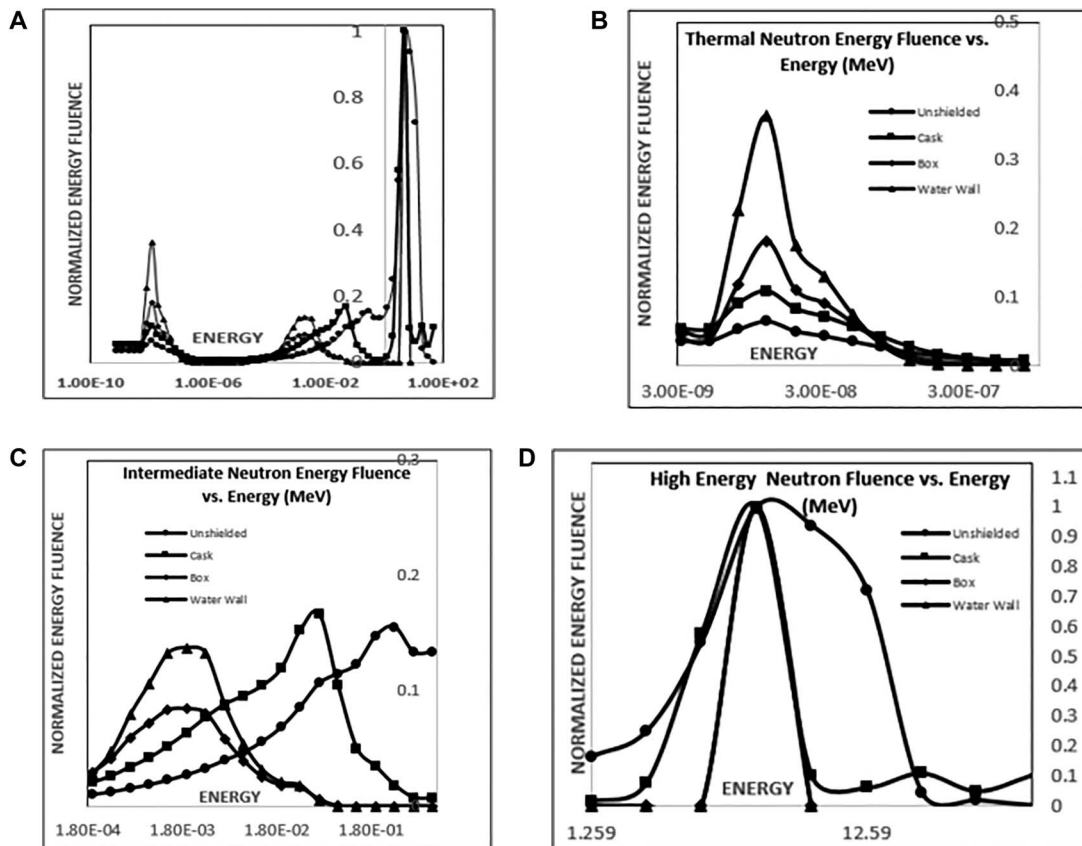 A
NORMALIZED ENERGY FLUENCE
1
0.8
0.6
0.4
0.2
0
ENERGY
1.00E-10
1.00E-06
1.00E-02
1.00E+02
B
Thermal Neutron Energy Fluence vs.
Energy (MeV)
NORMALIZED ENERGY FLUENCE
0.5
0.4
0.3
0.2
0.1
0
Unshielded
Cask
Box
Water Wall
ENERGY
3.00E-09
3.00E-08
3.00E-07
C
Intermediate Neutron Energy Fluence
vs. Energy (MeV)
NORMALIZED ENERGY FLUENCE
0.3
0.2
0.1
0
Unshielded
Cask
Box
Water Wall
ENERGY
1.80E-04
1.80E-03
1.80E-02
1.80E-01
D
High Energy Neutron Fluence vs. Energy
(MeV)
NORMALIZED ENERGY FLUENCE
1.1
1
0.9
0.8
0.7
0.6
0.5
0.4
0.3
0.2
0.1
0
Unshielded
Cask
Box
Water Wall
ENERGY
1.259
12.59